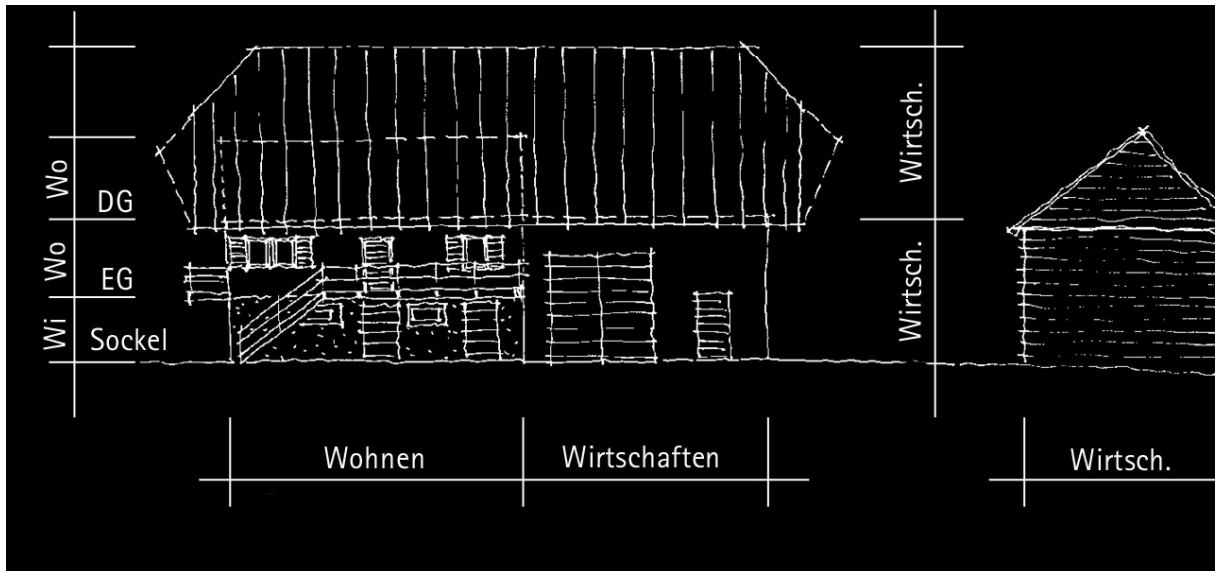 Wo
DG
Wo
EG
Wi
Sockel
Wirtsch.
Wirtsch.
Wohnen
Wirtschaften
Wirtsch.